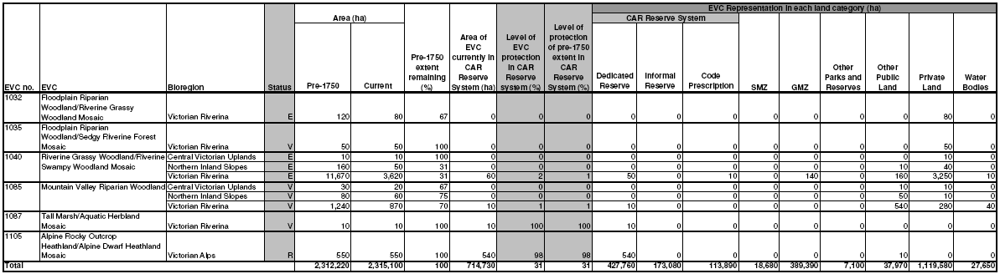 EVC Representation in each land category (ha)
Area (ha) CAR Reserve System
EVC no. EVC Bioregion Status Pre-1750 Current Pre-1750 extent remaining (%) Area of EVC currently in CAR Reserve System (ha) Level of EVC protection in CAR Reserve system (%) Level of protection of pre-1750 extent in CAR Reserve System (%) Dedicated Reserve Informal Reserve Code Prescription SMZ GMZ Other Parks and Reserves Other Public Land Private Land Water Bodies
1032 Floodplain Riparian
Woodland/Riverine Grassy
Woodland Mosaic Victorian Riverina E 120 80 67 0 0 0 0 0 0 0 0 0 0 80 0
1035 Floodplain Riparian
Woodland/Sedgy Riverine Forest
Mosaic Victorian Riverina V 50 50 100 0 0 0 0 0 0 0 0 0 0 50 0
1040 Riverine Grassy Woodland/Riverine Central Victorian Uplands E 10 10 100 0 0 0 0 0 0 0 0 0 0 10 0
Swampy Woodland Mosaic Northern Inland Slopes E 160 50 31 0 0 0 0 0 0 0 0 0 10 40 0
Victorian Riverina E 11,670 3,620 31 60 2 1 50 0 10 0 140 0 160 3,250 10
1085 Mountain Valley Riparian Woodland Central Victorian Uplands V 30 20 67 0 0 0 0 0 0 0 0 0 10 10 0
Northern Inland Slopes V 80 60 75 0 0 0 0 0 0 0 0 0 50 10 0
Victorian Riverina V 1,240 870 70 10 1 1 10 0 0 0 0 0 540 280 40
1087 Tall Marsh/Aquatic Herbland
Mosaic Victorian Riverina V 10 10 100 10 100 100 10 0 0 0 0 0 0 0 0
1105 Alpine Rocky Outcrop
Heathland/Alpine Dwarf Heathland
Mosaic Victorian Alps R 550 550 100 540 98 98 540 0 0 0 0 0 10 0 0
Total 2,312,220 2,315,100 100 714,730 31 31 427,760 173,080 113,890 18,680 389,390 7,100 37,970 1,119,580 27,650